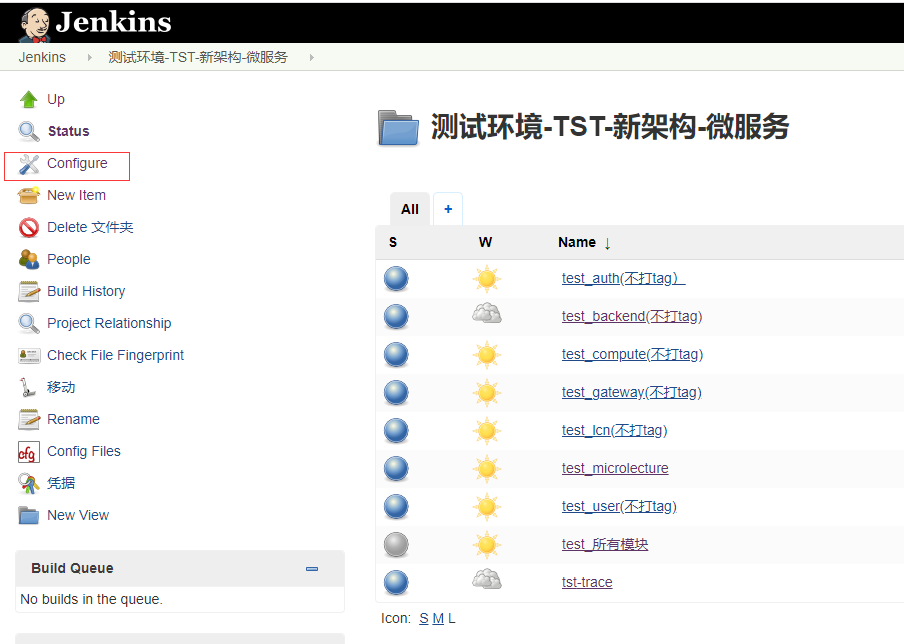 Jenkins
Jenkins 测试环境-TST-新架构-微服务
Up
Status
Configure
New Item
Delete 文件夹
People
Build History
Project Relationship
Check File Fingerprint
移动
Rename
cfg Config Files
凭据
New View
Build Queue
No builds in the queue.
测试环境-TST-新架构-微服务
All +
S W Name ↓
test_auth(不打tag）
test_backend(不打tag)
test_compute(不打tag)
test_gateway(不打tag)
test_lcn(不打tag)
test_microlecture
test_user(不打tag)
test_所有模块
tst-trace
Icon: S M L